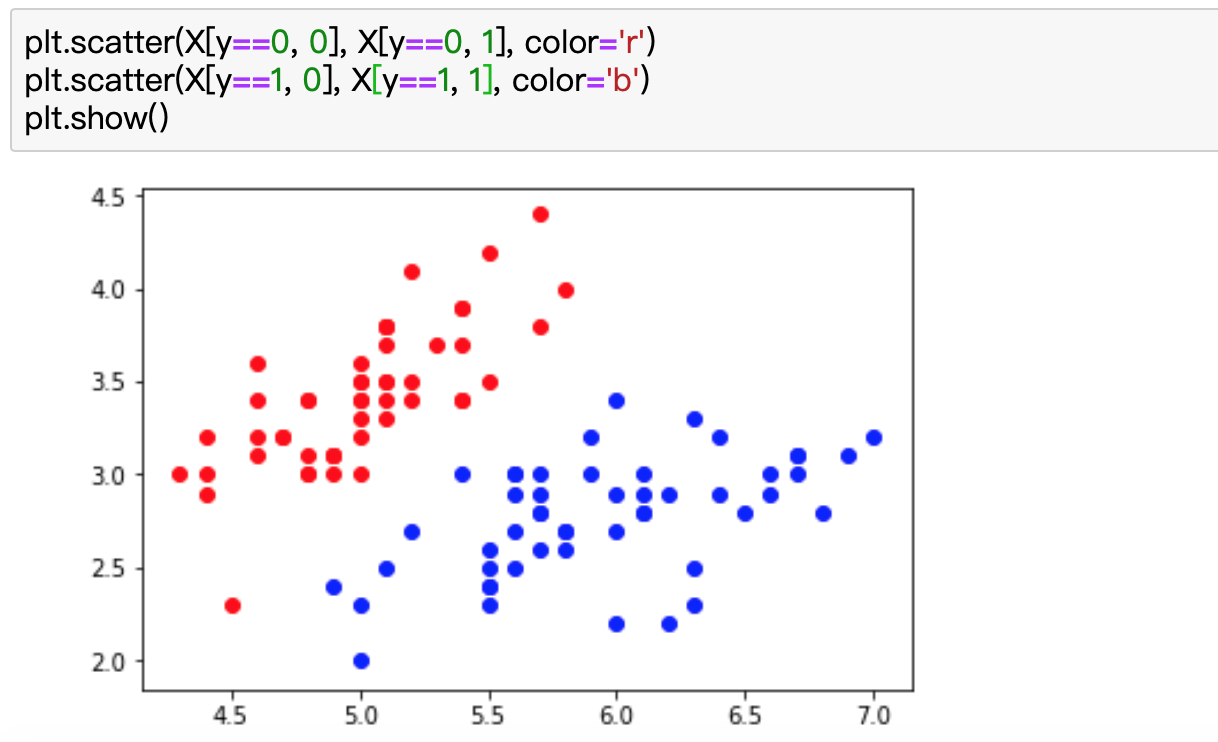 plt.scatter(X[y==0, 0], X[y==0, 1], color='r')
plt.scatter(X[y==1, 0], X[y==1, 1], color='b')
plt.show()
4.5
4.0
3.5
3.0
2.5
2.0
4.5 5.0 5.5 6.0 6.5 7.0